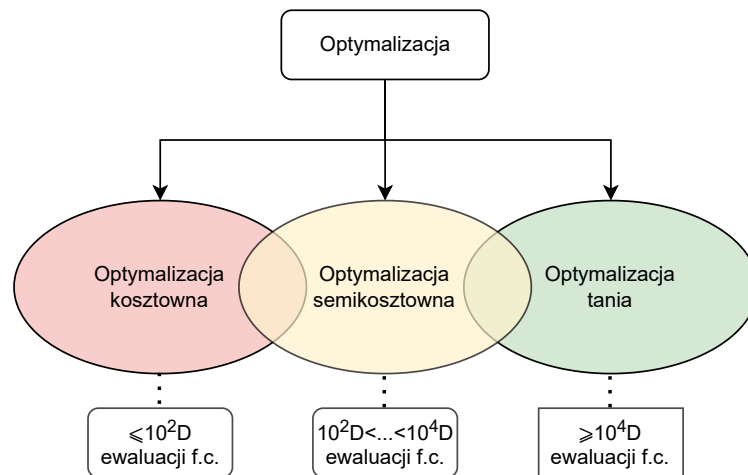 Optymalizacja
Optymalizacja
kosztowna
Optymalizacja
semikosztowna
Optymalizacja
tania
⩽10²D
ewaluacji f.c.
10²D<...<10⁴D
ewaluacji f.c.
⩾10⁴D
ewaluacji f.c.